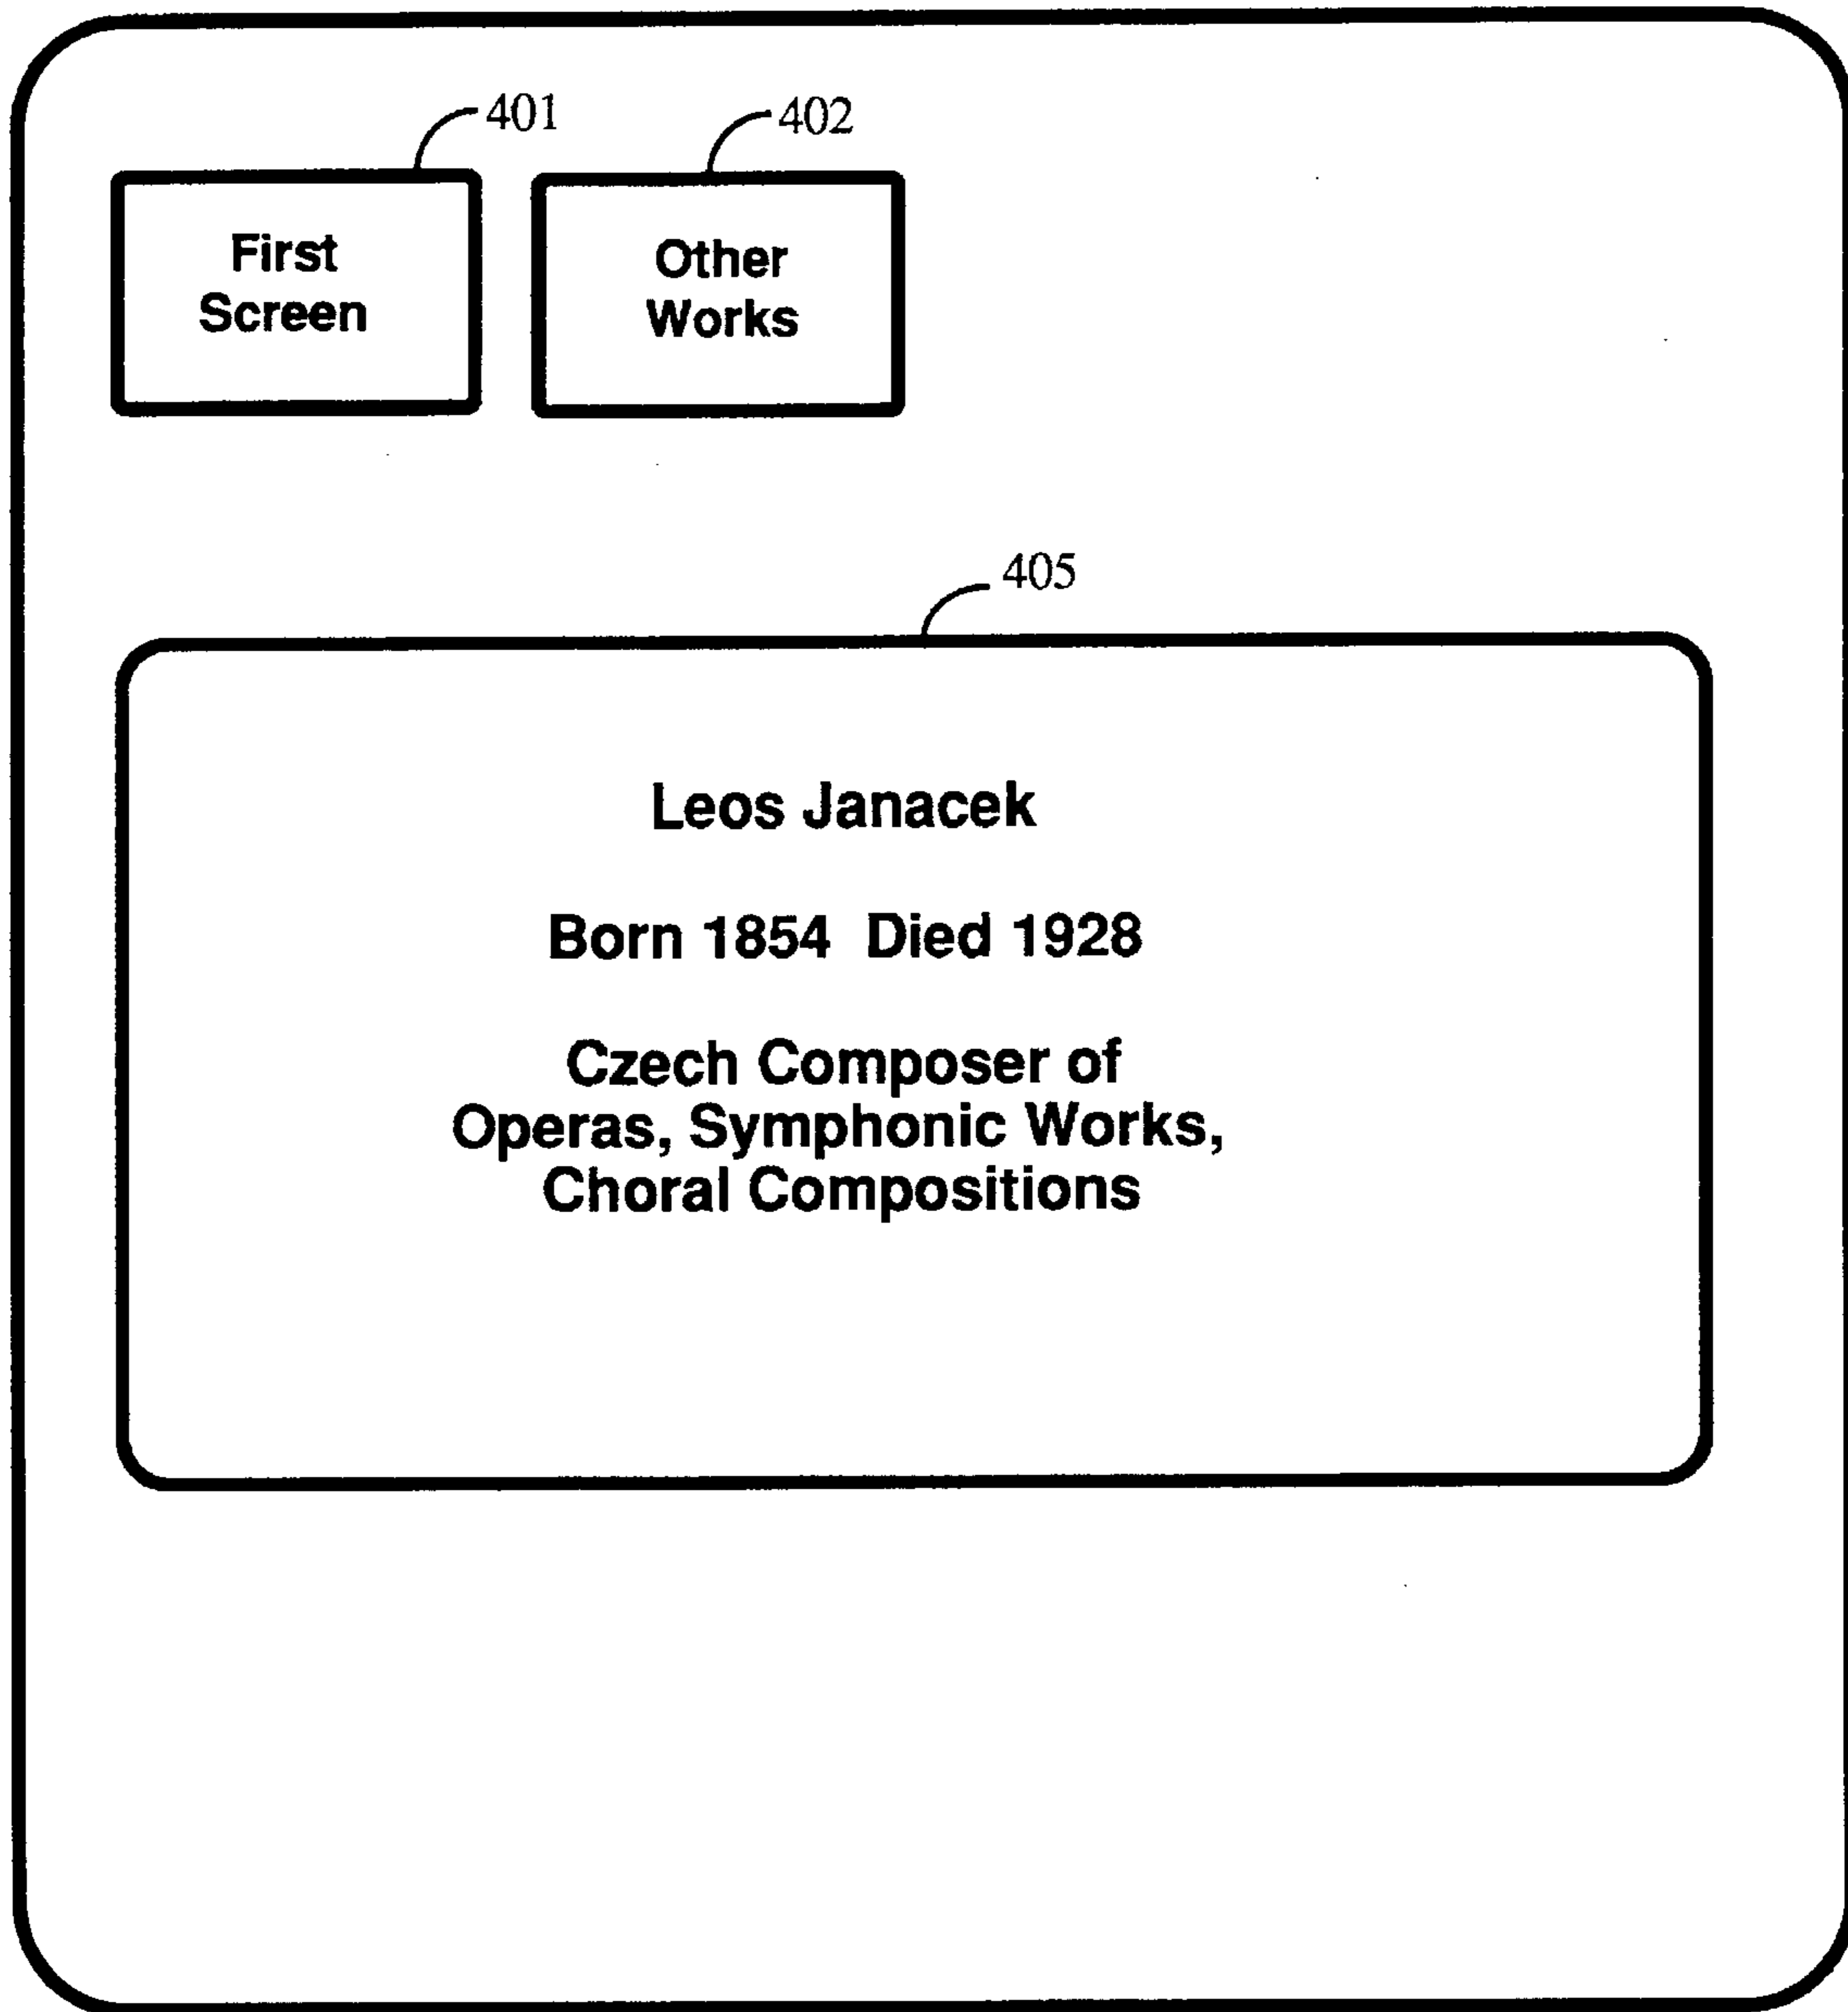 401
402
First
Screen
Other
Works
405
Leos Janacek
Born 1854 Died 1928
Czech Composer of
Operas, Symphonic Works,
Choral Compositions